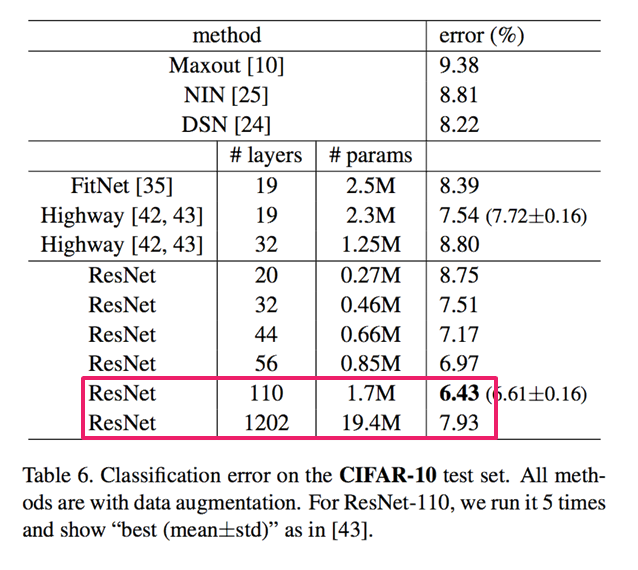 method error (%)
Maxout [10] 9.38
NIN [25] 8.81
DSN [24] 8.22
# layers # params
FitNet [35] 19 2.5M 8.39
Highway [42, 43] 19 2.3M 7.54 (7.72±0.16)
Highway [42, 43] 32 1.25M 8.80
ResNet 20 0.27M 8.75
ResNet 32 0.46M 7.51
ResNet 44 0.66M 7.17
ResNet 56 0.85M 6.97
ResNet 110 1.7M 6.43 (6.61±0.16)
ResNet 1202 19.4M 7.93
Table 6. Classification error on the CIFAR-10 test set. All meth-
ods are with data augmentation. For ResNet-110, we run it 5 times
and show “best (mean±std)” as in [43].